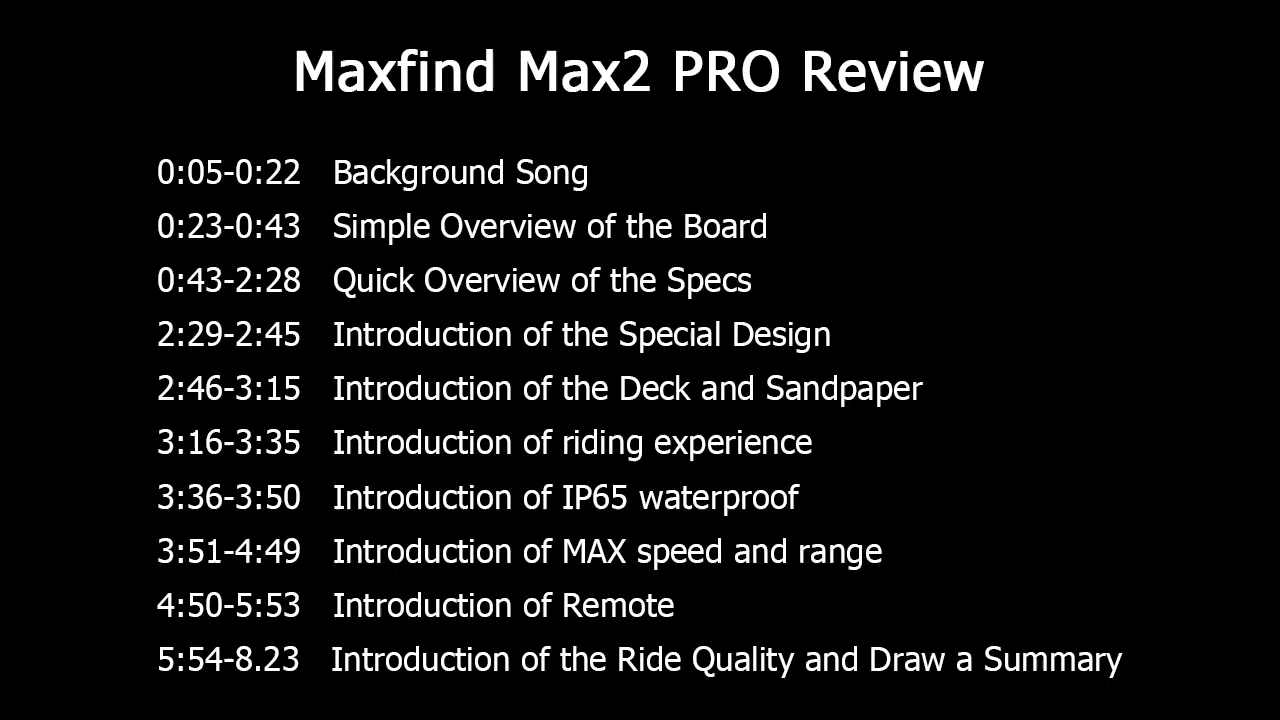 Maxfind Max2 PRO Review
0:05-0:22 Background Song
0:23-0:43 Simple Overview of the Board
0:43-2:28 Quick Overview of the Specs
2:29-2:45 Introduction of the Special Design
2:46-3:15 Introduction of the Deck and Sandpaper
3:16-3:35 Introduction of riding experience
3:36-3:50 Introduction of IP65 waterproof
3:51-4:49 Introduction of MAX speed and range
4:50-5:53 Introduction of Remote
5:54-8.23 Introduction of the Ride Quality and Draw a Summary